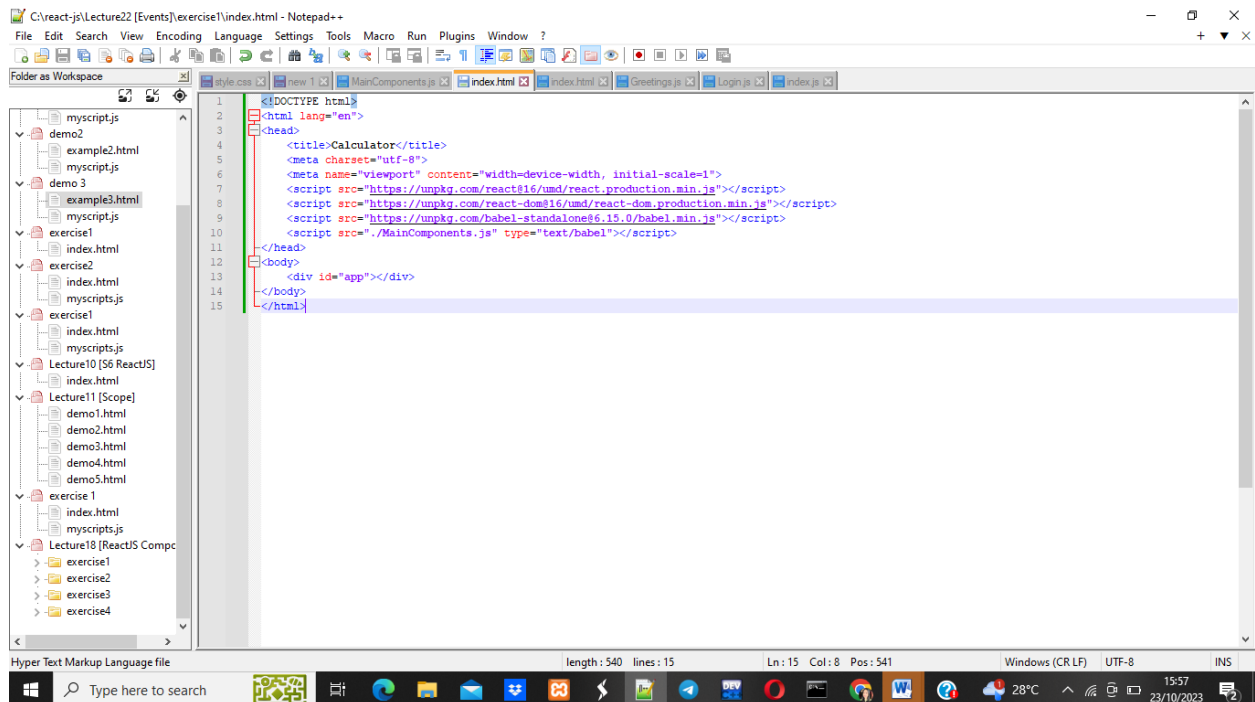 C:\react-js\Lecture22 [Events]\exercise1\index.html - Notepad++
File Edit Search View Encoding Language Settings Tools Macro Run Plugins Window ?
Folder as Workspace
style.css new 1 MainComponents.js index.html index.html Greetings.js Login.js index.js
myscript.js
demo2
example2.html
myscript.js
demo 3
example3.html
myscript.js
exercise1
index.html
exercise2
index.html
myscripts.js
exercise1
index.html
myscripts.js
Lecture10 [S6 ReactJS]
index.html
Lecture11 [Scope]
demo1.html
demo2.html
demo3.html
demo4.html
demo5.html
exercise 1
index.html
myscripts.js
Lecture18 [ReactJS Compc
exercise1
exercise2
exercise3
exercise4
1 <!DOCTYPE html>
2 <html lang="en">
3 <head>
4 <title>Calculator</title>
5 <meta charset="utf-8">
6 <meta name="viewport" content="width=device-width, initial-scale=1">
7 <script src="https://unpkg.com/react@16/umd/react.production.min.js"></script>
8 <script src="https://unpkg.com/react-dom@16/umd/react-dom.production.min.js"></script>
9 <script src="https://unpkg.com/babel-standalone@6.15.0/babel.min.js"></script>
10 <script src="./MainComponents.js" type="text/babel"></script>
11 </head>
12 <body>
13 <div id="app"></div>
14 </body>
15 </html>
Hyper Text Markup Language file length : 540 lines : 15 Ln : 15 Col : 8 Pos : 541 Windows (CR LF) UTF-8 INS
Type here to search DEV W 28°C 15:57
23/10/2023 2